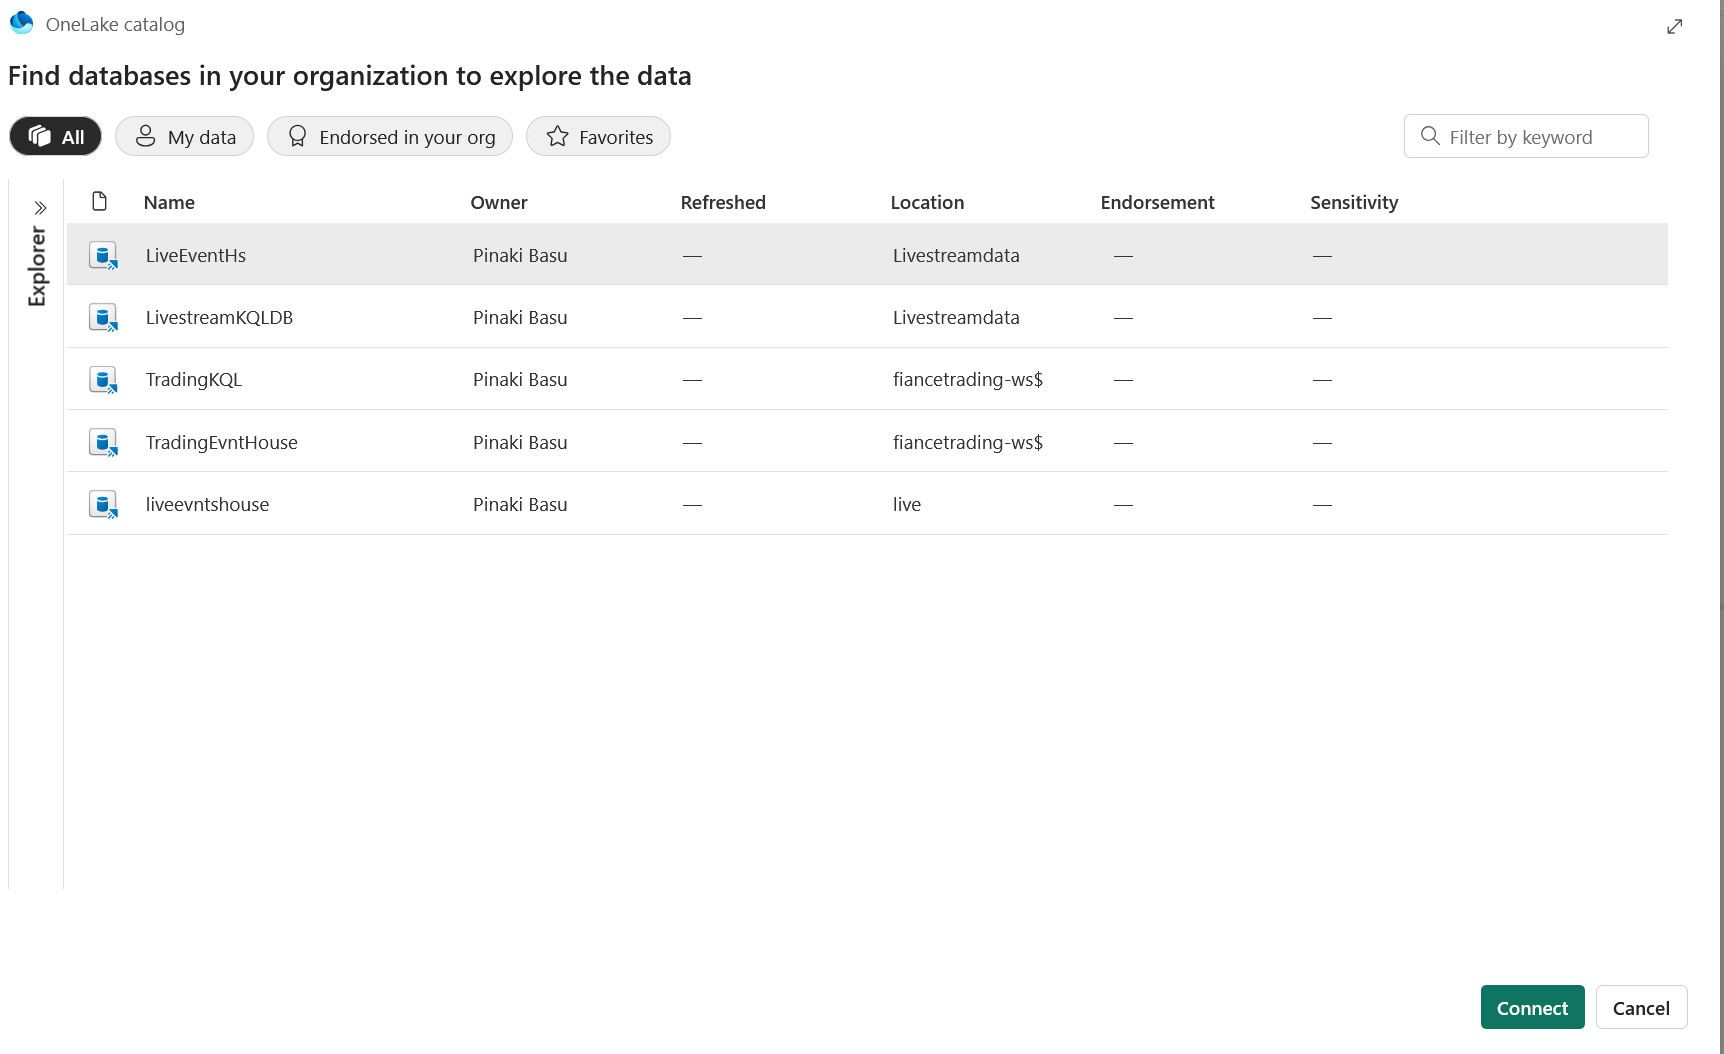 OneLake catalog
Find databases in your organization to explore the data
All My data Endorsed in your org Favorites Filter by keyword
Explorer
Name Owner Refreshed Location Endorsement Sensitivity
LiveEventHs Pinaki Basu — Livestreamdata — —
LivestreamKQLDB Pinaki Basu — Livestreamdata — —
TradingKQL Pinaki Basu — fiancetrading-ws$ — —
TradingEvntHouse Pinaki Basu — fiancetrading-ws$ — —
liveevntshouse Pinaki Basu — live — —
Connect Cancel